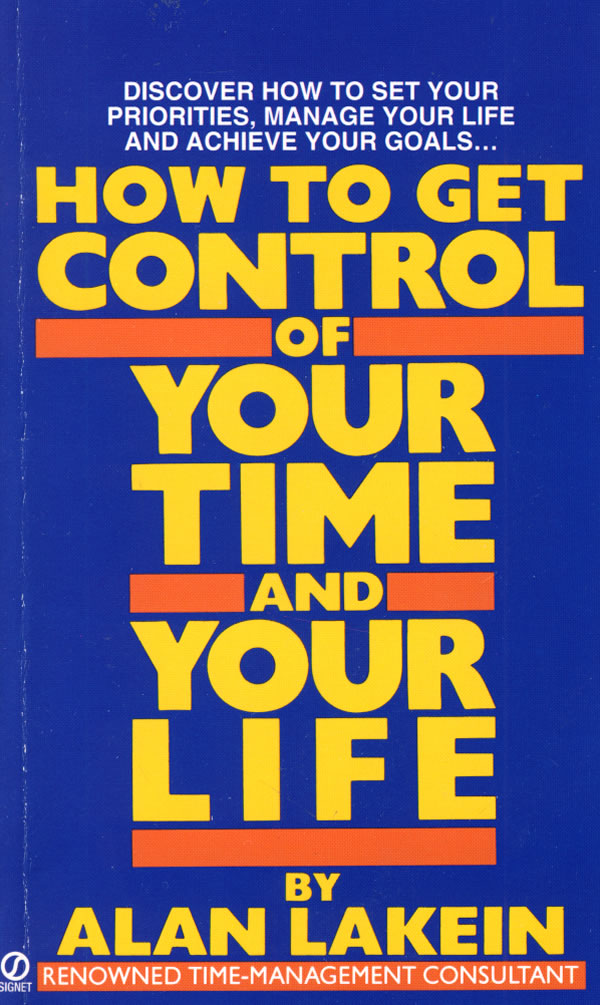 DISCOVER HOW TO SET YOUR
PRIORITIES, MANAGE YOUR LIFE
AND ACHIEVE YOUR GOALS...
HOW TO GET
CONTROL
OF
YOUR
TIME
AND
YOUR
LIFE
BY
ALAN LAKEIN
RENOWNED TIME-MANAGEMENT CONSULTANT
SIGNET